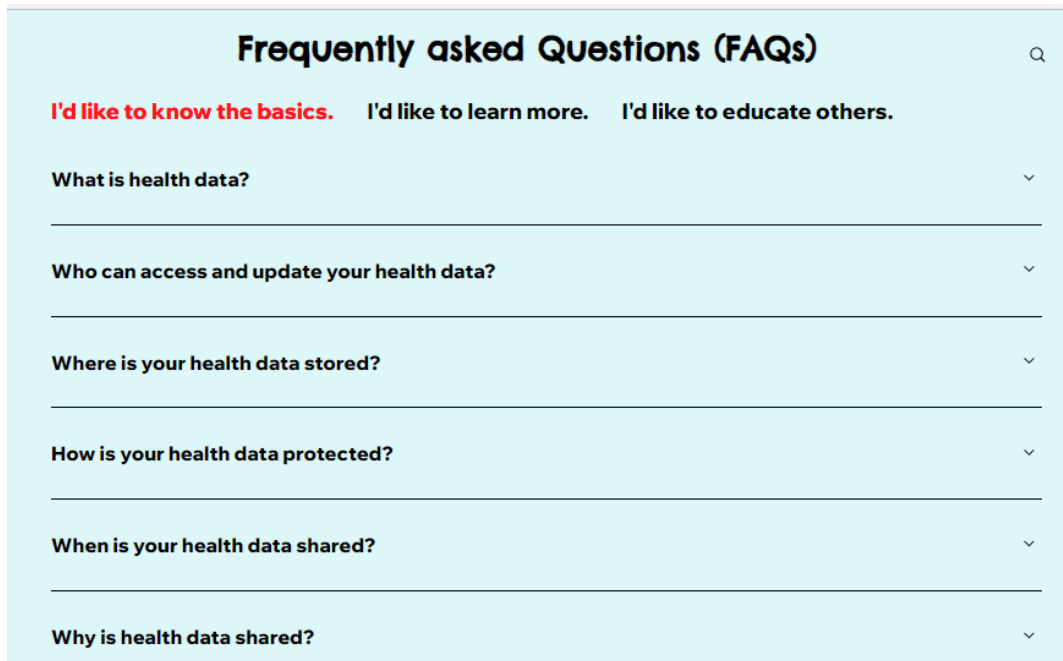 Frequently asked Questions (FAQs)
I'd like to know the basics. I'd like to learn more. I'd like to educate others.
What is health data?
Who can access and update your health data?
Where is your health data stored?
How is your health data protected?
When is your health data shared?
Why is health data shared?